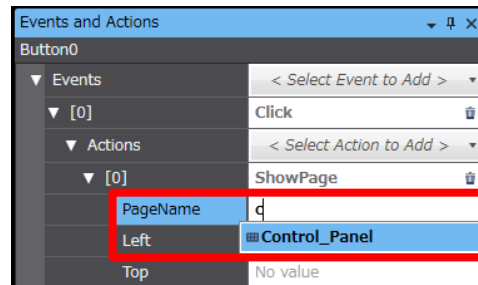 Events and Actions
Button0
Events < Select Event to Add >
[0] Click
Actions < Select Action to Add >
[0] ShowPage
PageName c
Left Control_Panel
Top No value